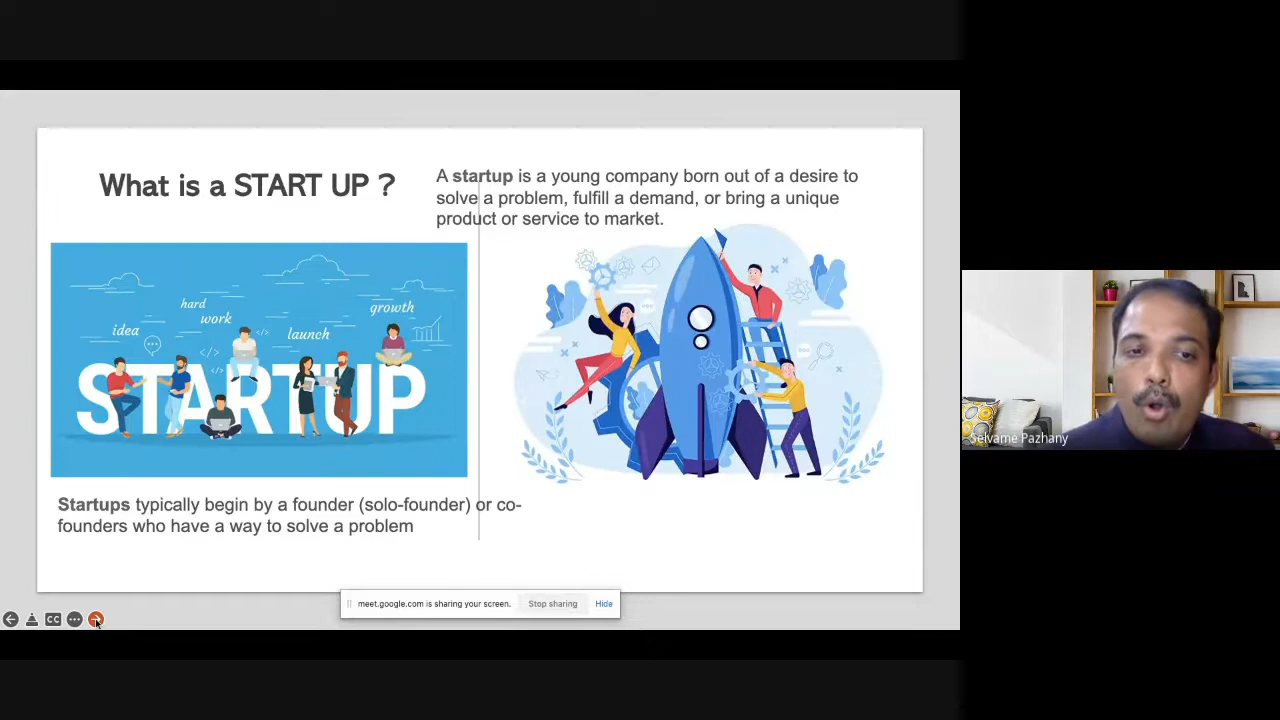 What is a START UP ?
A startup is a young company born out of a desire to
solve a problem, fulfill a demand, or bring a unique
product or service to market.
idea
hard
work
launch
growth
STARTUP
Startups typically begin by a founder (solo-founder) or co-
founders who have a way to solve a problem
meet.google.com is sharing your screen.
Stop sharing
Hide
CC
Selvame Pazhany